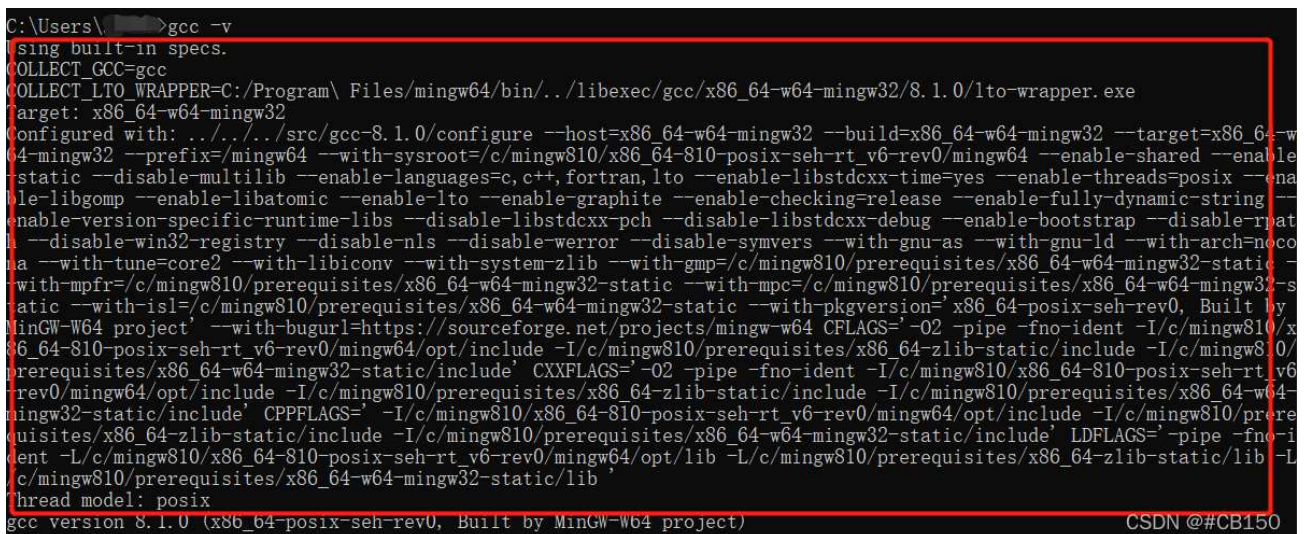 C:\Users\ >gcc -v
Using built-in specs.
COLLECT_GCC=gcc
COLLECT_LTO_WRAPPER=C:/Program\ Files/mingw64/bin/../libexec/gcc/x86_64-w64-mingw32/8.1.0/lto-wrapper.exe
Target: x86_64-w64-mingw32
Configured with: ../../../src/gcc-8.1.0/configure --host=x86_64-w64-mingw32 --build=x86_64-w64-mingw32 --target=x86_64-w
64-mingw32 --prefix=/mingw64 --with-sysroot=/c/mingw810/x86_64-810-posix-seh-rt_v6-rev0/mingw64 --enable-shared --enable
-static --disable-multilib --enable-languages=c,c++,fortran,lto --enable-libstdcxx-time=yes --enable-threads=posix --ena
ble-libgomp --enable-libatomic --enable-lto --enable-graphite --enable-checking=release --enable-fully-dynamic-string --
enable-version-specific-runtime-libs --disable-libstdcxx-pch --disable-libstdcxx-debug --enable-bootstrap --disable-rpat
h --disable-win32-registry --disable-nls --disable-werror --disable-symvers --with-gnu-as --with-gnu-ld --with-arch=noco
na --with-tune=core2 --with-libiconv --with-system-zlib --with-gmp=/c/mingw810/prerequisites/x86_64-w64-mingw32-static -
-with-mpfr=/c/mingw810/prerequisites/x86_64-w64-mingw32-static --with-mpc=/c/mingw810/prerequisites/x86_64-w64-mingw32-s
tatic --with-isl=/c/mingw810/prerequisites/x86_64-w64-mingw32-static --with-pkgversion='x86_64-posix-seh-rev0, Built by
MinGW-W64 project' --with-bugurl=https://sourceforge.net/projects/mingw-w64 CFLAGS='-O2 -pipe -fno-ident -I/c/mingw810/x
86_64-810-posix-seh-rt_v6-rev0/mingw64/opt/include -I/c/mingw810/prerequisites/x86_64-zlib-static/include -I/c/mingw810/
prerequisites/x86_64-w64-mingw32-static/include' CXXFLAGS='-O2 -pipe -fno-ident -I/c/mingw810/x86_64-810-posix-seh-rt_v6
-rev0/mingw64/opt/include -I/c/mingw810/prerequisites/x86_64-zlib-static/include -I/c/mingw810/prerequisites/x86_64-w64-
mingw32-static/include' CPPFLAGS=' -I/c/mingw810/x86_64-810-posix-seh-rt_v6-rev0/mingw64/opt/include -I/c/mingw810/prere
quisites/x86_64-zlib-static/include -I/c/mingw810/prerequisites/x86_64-w64-mingw32-static/include' LDFLAGS='-pipe -fno-i
dent -L/c/mingw810/x86_64-810-posix-seh-rt_v6-rev0/mingw64/opt/lib -L/c/mingw810/prerequisites/x86_64-zlib-static/lib -L
/c/mingw810/prerequisites/x86_64-w64-mingw32-static/lib '
Thread model: posix
gcc version 8.1.0 (x86_64-posix-seh-rev0, Built by MinGW-W64 project)
CSDN @#CB150